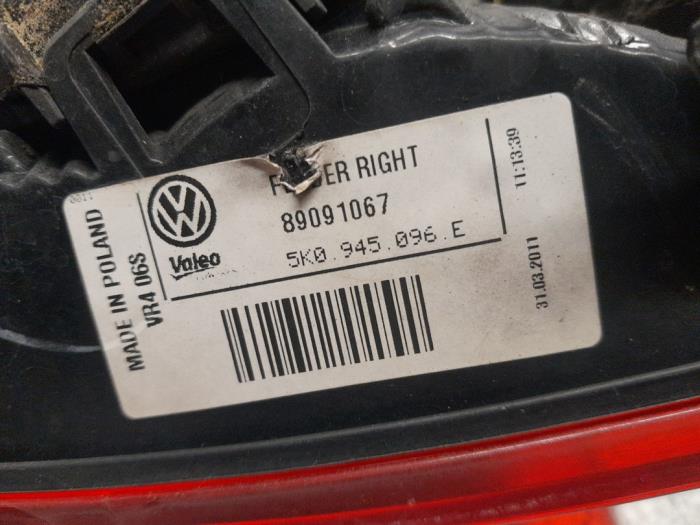 RIGHT
89091067
Valeo
5K0.945.096.E
MADE IN POLAND
VR4 06S
11:13:39
31.03.2011